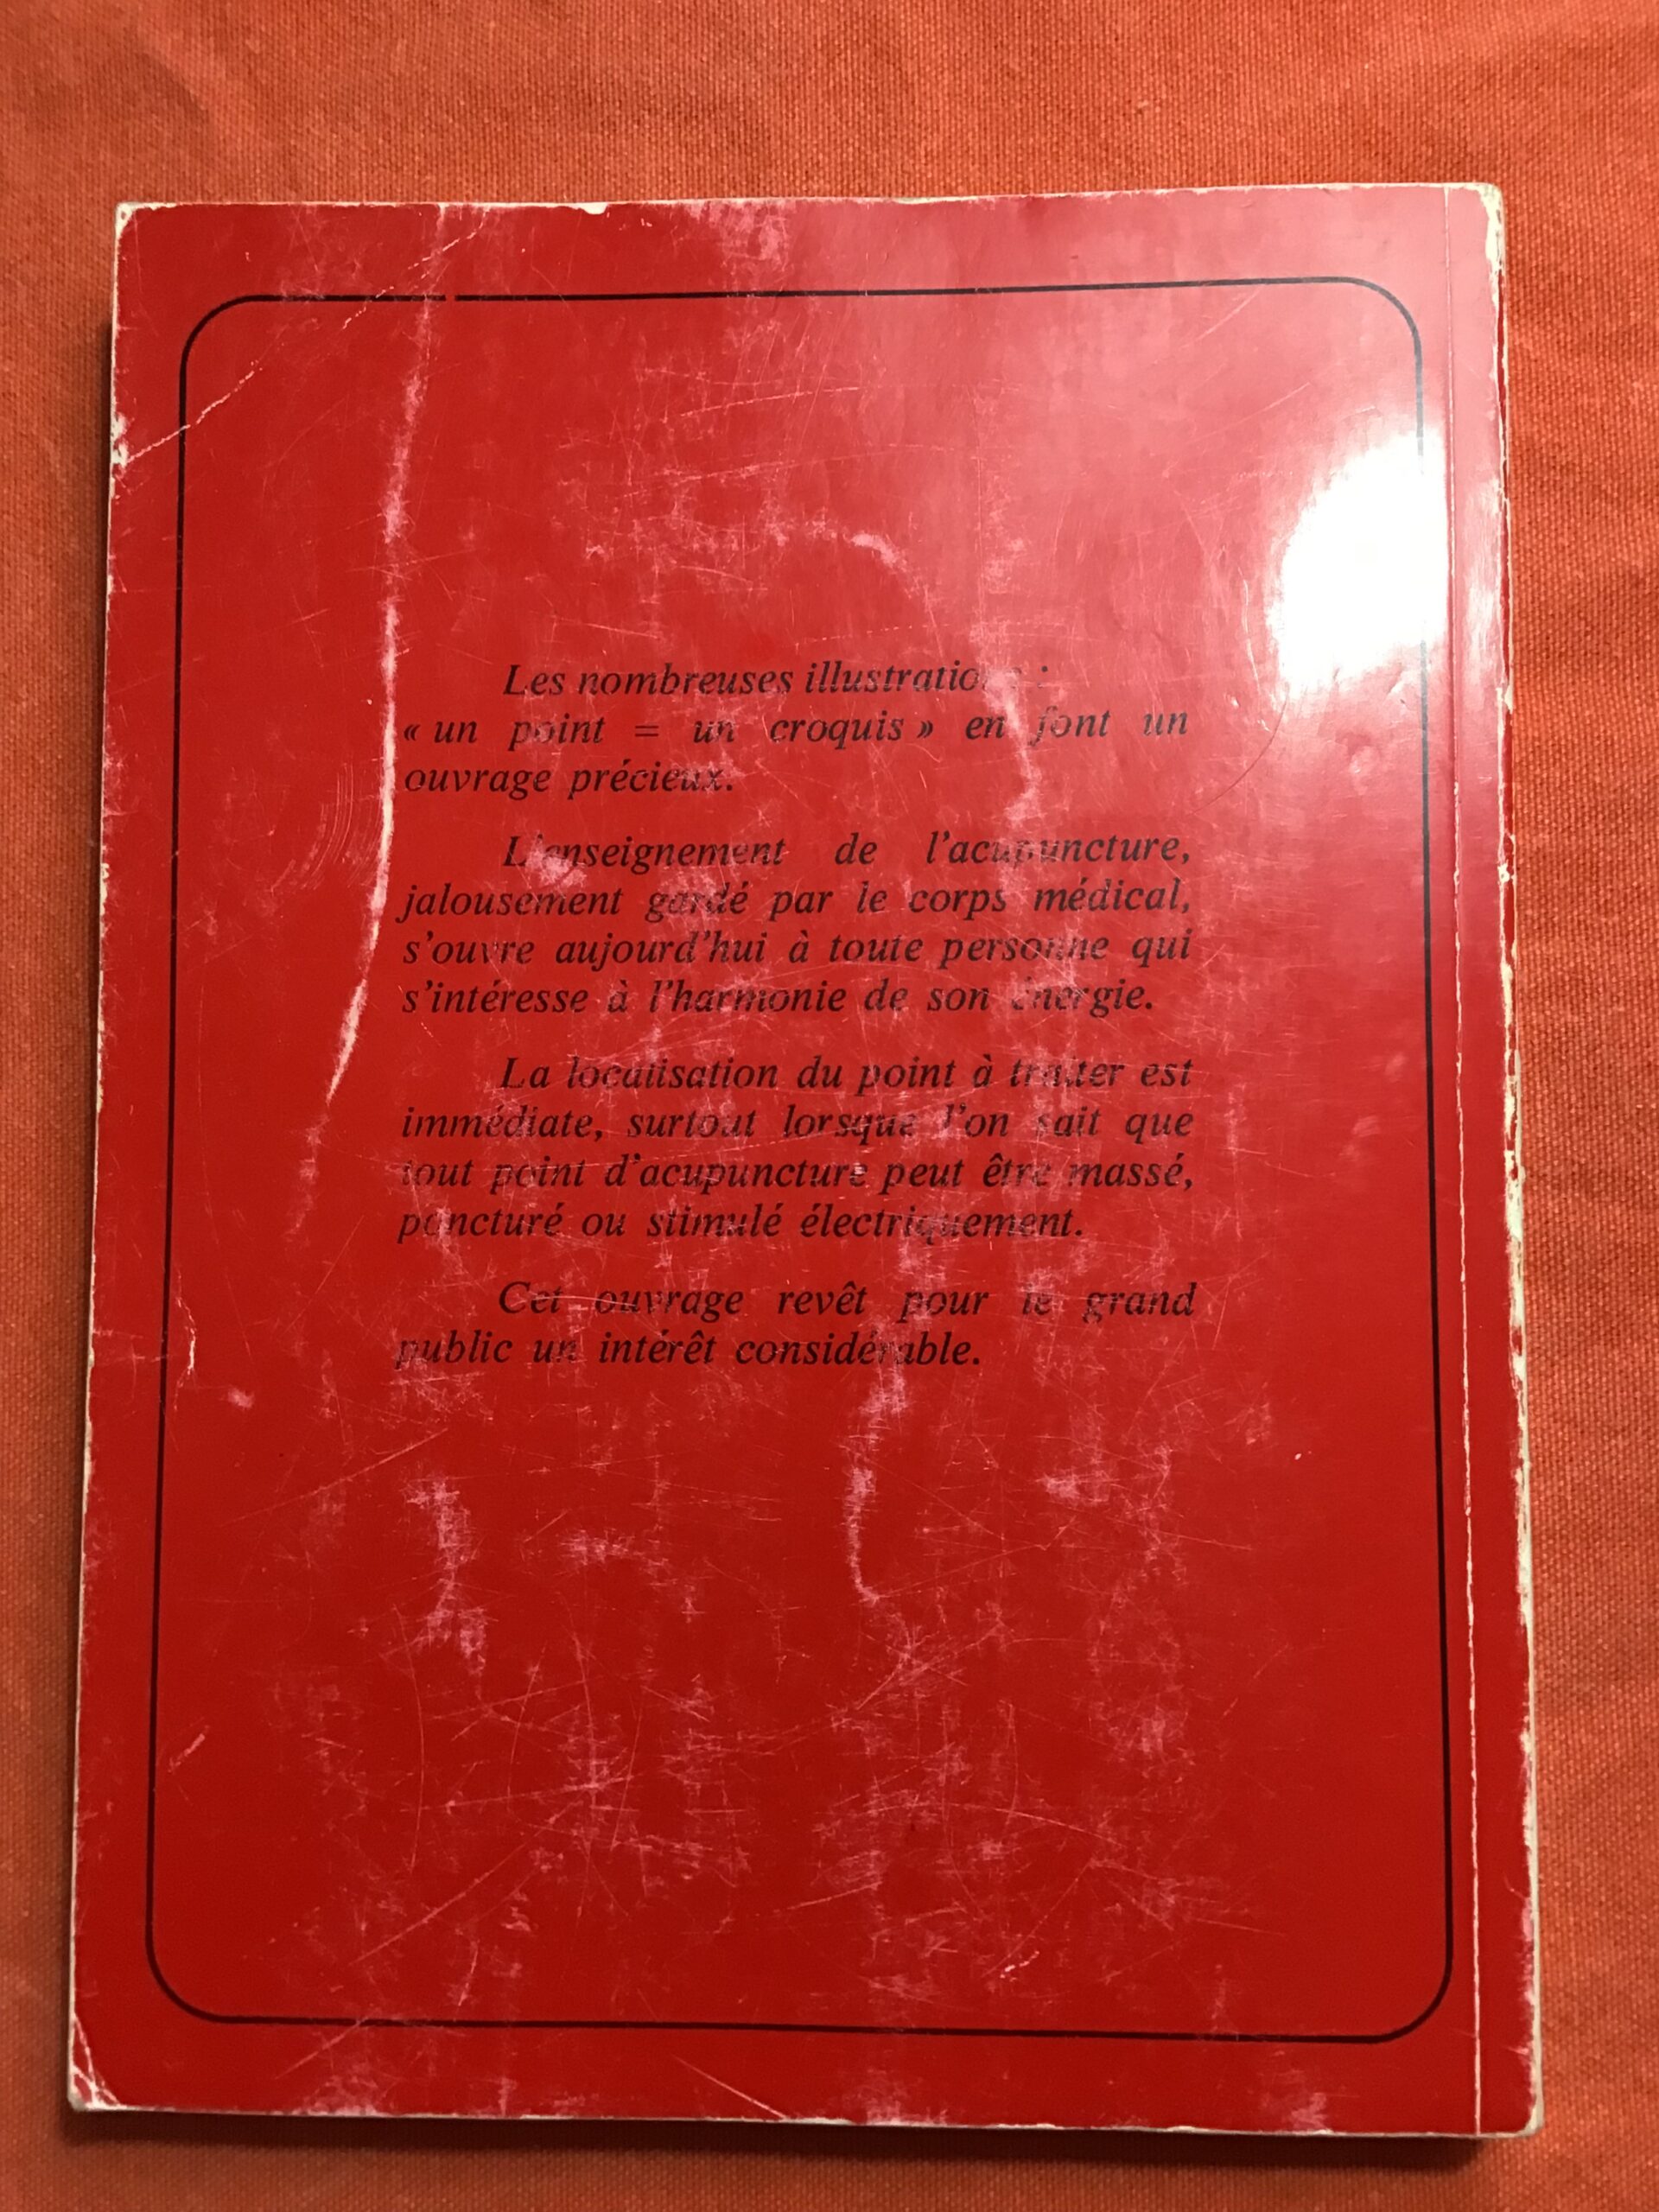 Les nombreuses illustrations :
« un point = un croquis » en font un
ouvrage précieux.
L'enseignement de l'acupuncture,
jalousement gardé par le corps médical,
s'ouvre aujourd'hui à toute personne qui
s'intéresse à l'harmonie de son énergie.
La localisation du point à traiter est
immédiate, surtout lorsque l'on sait que
tout point d'acupuncture peut être massé,
poncturé ou stimulé électriquement.
Cet ouvrage revêt pour le grand
public un intérêt considérable.